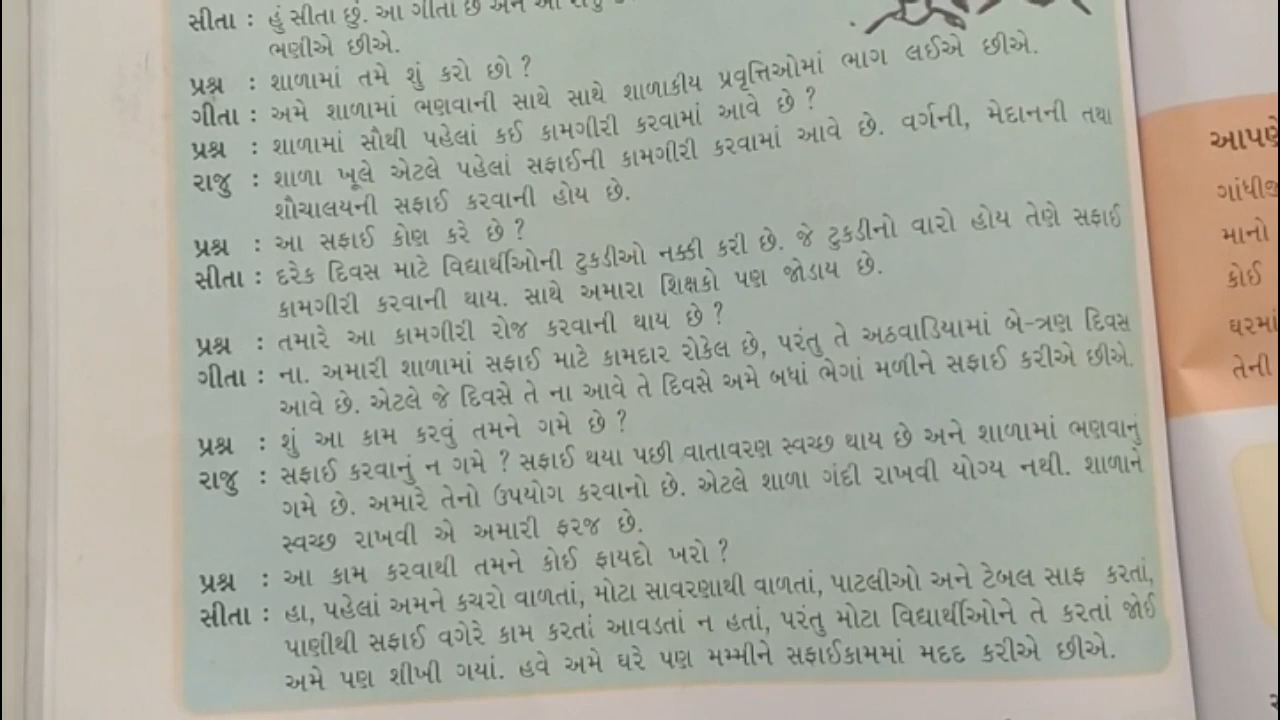 સીતા : હું સીતા છું. આ ગીતા છે અને આ
ભણીએ છીએ.
પ્રશ્ન : શાળામાં તમે શું કરો છો ?
ગીતા : અમે શાળામાં ભણવાની સાથે સાથે શાળાકીય પ્રવૃત્તિઓમાં ભાગ લઈએ છીએ.
પ્રશ્ન : શાળામાં સૌથી પહેલાં કઈ કામગીરી કરવામાં આવે છે ?
રાજુ : શાળા ખૂલે એટલે પહેલાં સફાઈની કામગીરી કરવામાં આવે છે. વર્ગની, મેદાનની તથા
શૌચાલયની સફાઈ કરવાની હોય છે.
પ્રશ્ન : આ સફાઈ કોણ કરે છે ?
સીતા : દરેક દિવસ માટે વિદ્યાર્થીઓની ટુકડીઓ નક્કી કરી છે. જે ટુકડીનો વારો હોય તેણે સફાઈ
કામગીરી કરવાની થાય. સાથે અમારા શિક્ષકો પણ જોડાય છે.
પ્રશ્ન : તમારે આ કામગીરી રોજ કરવાની થાય છે ?
ગીતા : ના. અમારી શાળામાં સફાઈ માટે કામદાર રોકેલ છે, પરંતુ તે અઠવાડિયામાં બે-ત્રણ દિવસ
આવે છે. એટલે જે દિવસે તે ના આવે તે દિવસે અમે બધાં ભેગાં મળીને સફાઈ કરીએ છીએ.
પ્રશ્ન : શું આ કામ કરવું તમને ગમે છે ?
રાજુ : સફાઈ કરવાનું ન ગમે ? સફાઈ થયા પછી વાતાવરણ સ્વચ્છ થાય છે અને શાળામાં ભણવાનું
ગમે છે. અમારે તેનો ઉપયોગ કરવાનો છે. એટલે શાળા ગંદી રાખવી યોગ્ય નથી. શાળાને
સ્વચ્છ રાખવી એ અમારી ફરજ છે.
પ્રશ્ન : આ કામ કરવાથી તમને કોઈ ફાયદો ખરો ?
સીતા : હા, પહેલાં અમને કચરો વાળતાં, મોટા સાવરણાથી વાળતાં, પાટલીઓ અને ટેબલ સાફ કરતાં,
પાણીથી સફાઈ વગેરે કામ કરતાં આવડતાં ન હતાં, પરંતુ મોટા વિદ્યાર્થીઓને તે કરતાં જોઈ
અમે પણ શીખી ગયાં. હવે અમે ઘરે પણ મમ્મીને સફાઈકામમાં મદદ કરીએ છીએ.
આપણે
માનો
કોઈ
ઘરમાં
તેની